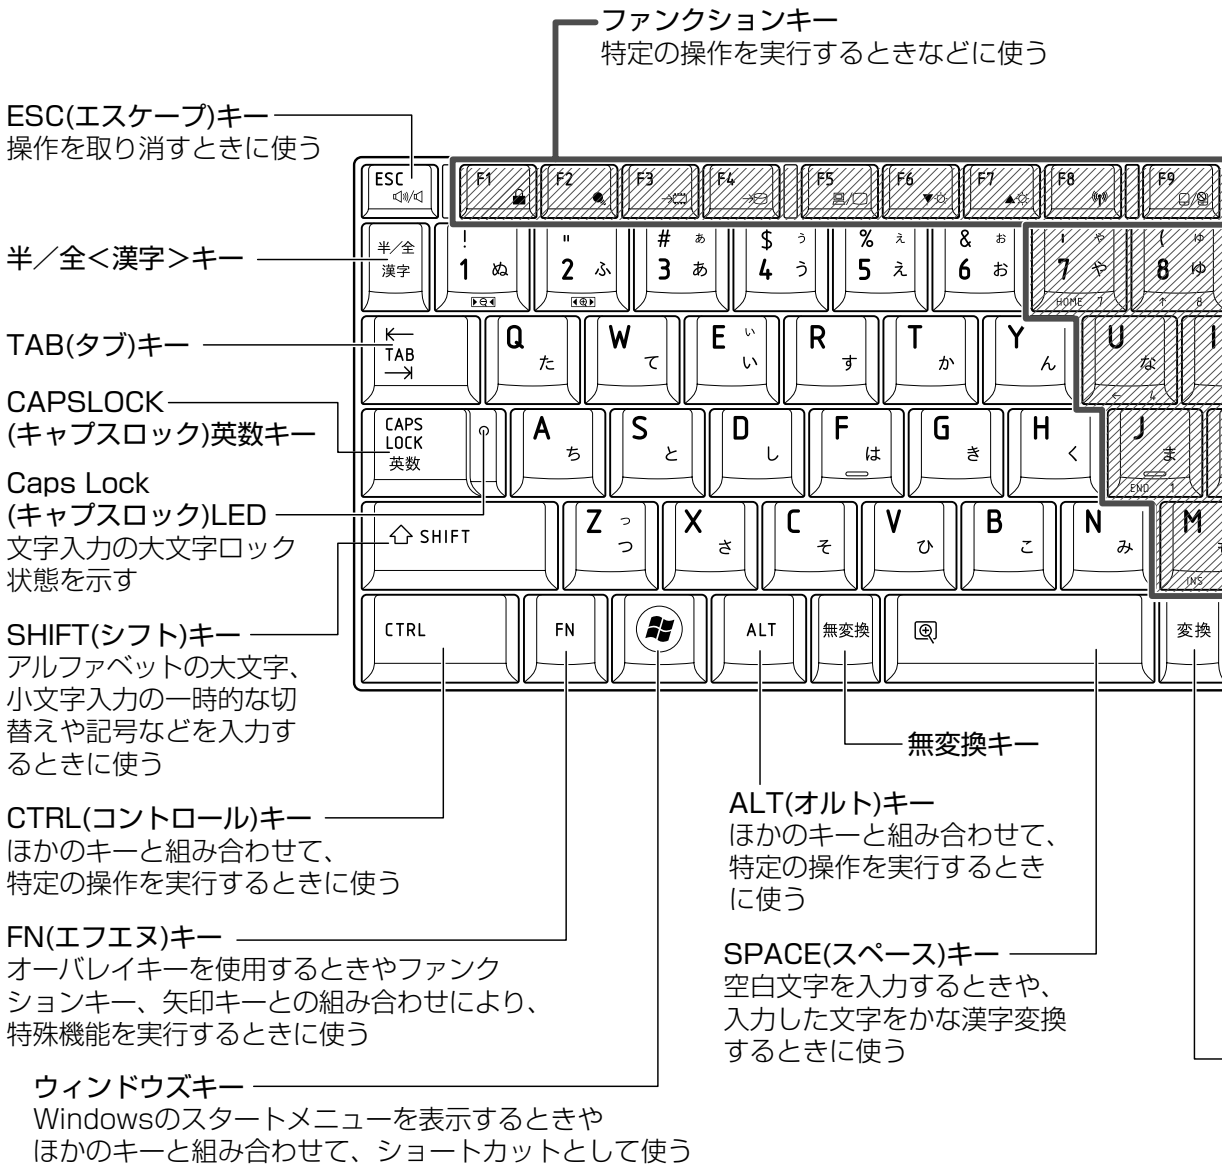 ファンクションキー
特定の操作を実行するときなどに使う
ESC(エスケープ)キー
操作を取り消すときに使う
半／全<漢字>キー
TAB(タブ)キー
CAPSLOCK
(キャプスロック)英数キー
Caps Lock
(キャプスロック)LED
文字入力の大文字ロック
状態を示す
SHIFT(シフト)キー
アルファベットの大文字、
小文字入力の一時的な切
替えや記号などを入力す
るときに使う
CTRL(コントロール)キー
ほかのキーと組み合わせて、
特定の操作を実行するときに使う
FN(エフエヌ)キー
オーバレイキーを使用するときやファンク
ションキー、矢印キーとの組み合わせにより、
特殊機能を実行するときに使う
ウィンドウズキー
Windowsのスタートメニューを表示するときや
ほかのキーと組み合わせて、ショートカットとして使う
無変換キー
ALT(オルト)キー
ほかのキーと組み合わせて、
特定の操作を実行するとき
に使う
SPACE(スペース)キー
空白文字を入力するときや、
入力した文字をかな漢字変換
するときに使う
ESC F1 F2 F3 F4 F5 F6 F7 F8 F9
半／全 ! " # ぁ $ ぅ % ぇ & ぉ ' ゃ ( ゅ
漢字 1 ぬ 2 ふ 3 あ 4 う 5 え 6 お 7 や 8 ゆ
HOME 7 ↑ 8
TAB Q た W て E ぃ い R す T か Y ん U な I
← 4
CAPS LOCK 英数 A ち S と D し F は G き H く J ま
END 1
SHIFT Z っ つ X さ C そ V ひ B こ N み M
INS
CTRL FN ALT 無変換 変換